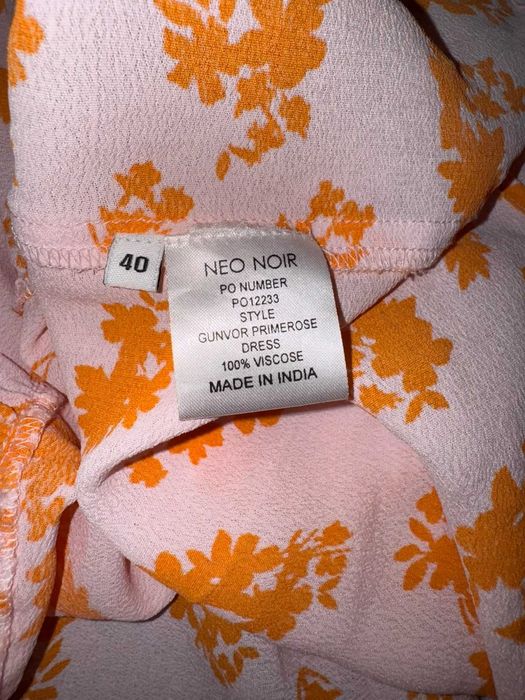 40
NEO NOIR
PO NUMBER
PO12233
STYLE
GUNVOR PRIMEROSE
DRESS
100% VISCOSE
MADE IN INDIA